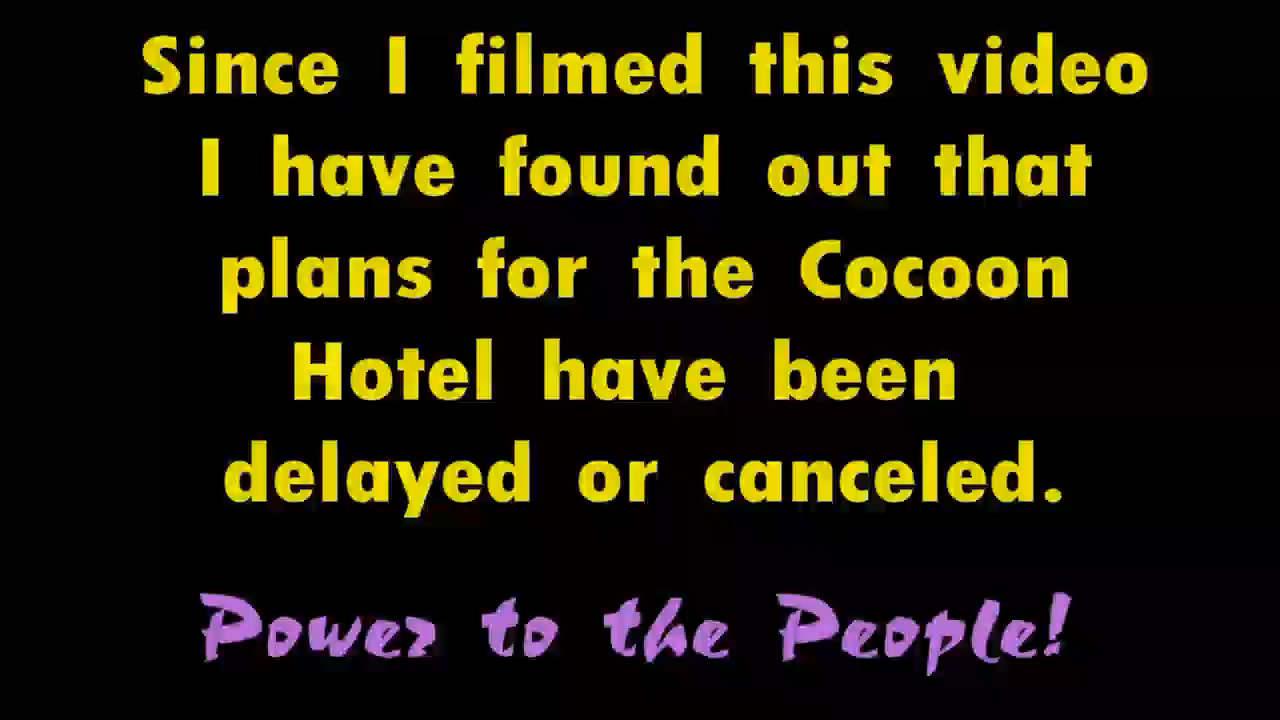 Since I filmed this video
I have found out that
plans for the Cocoon
Hotel have been
delayed or canceled.
Power to the People!